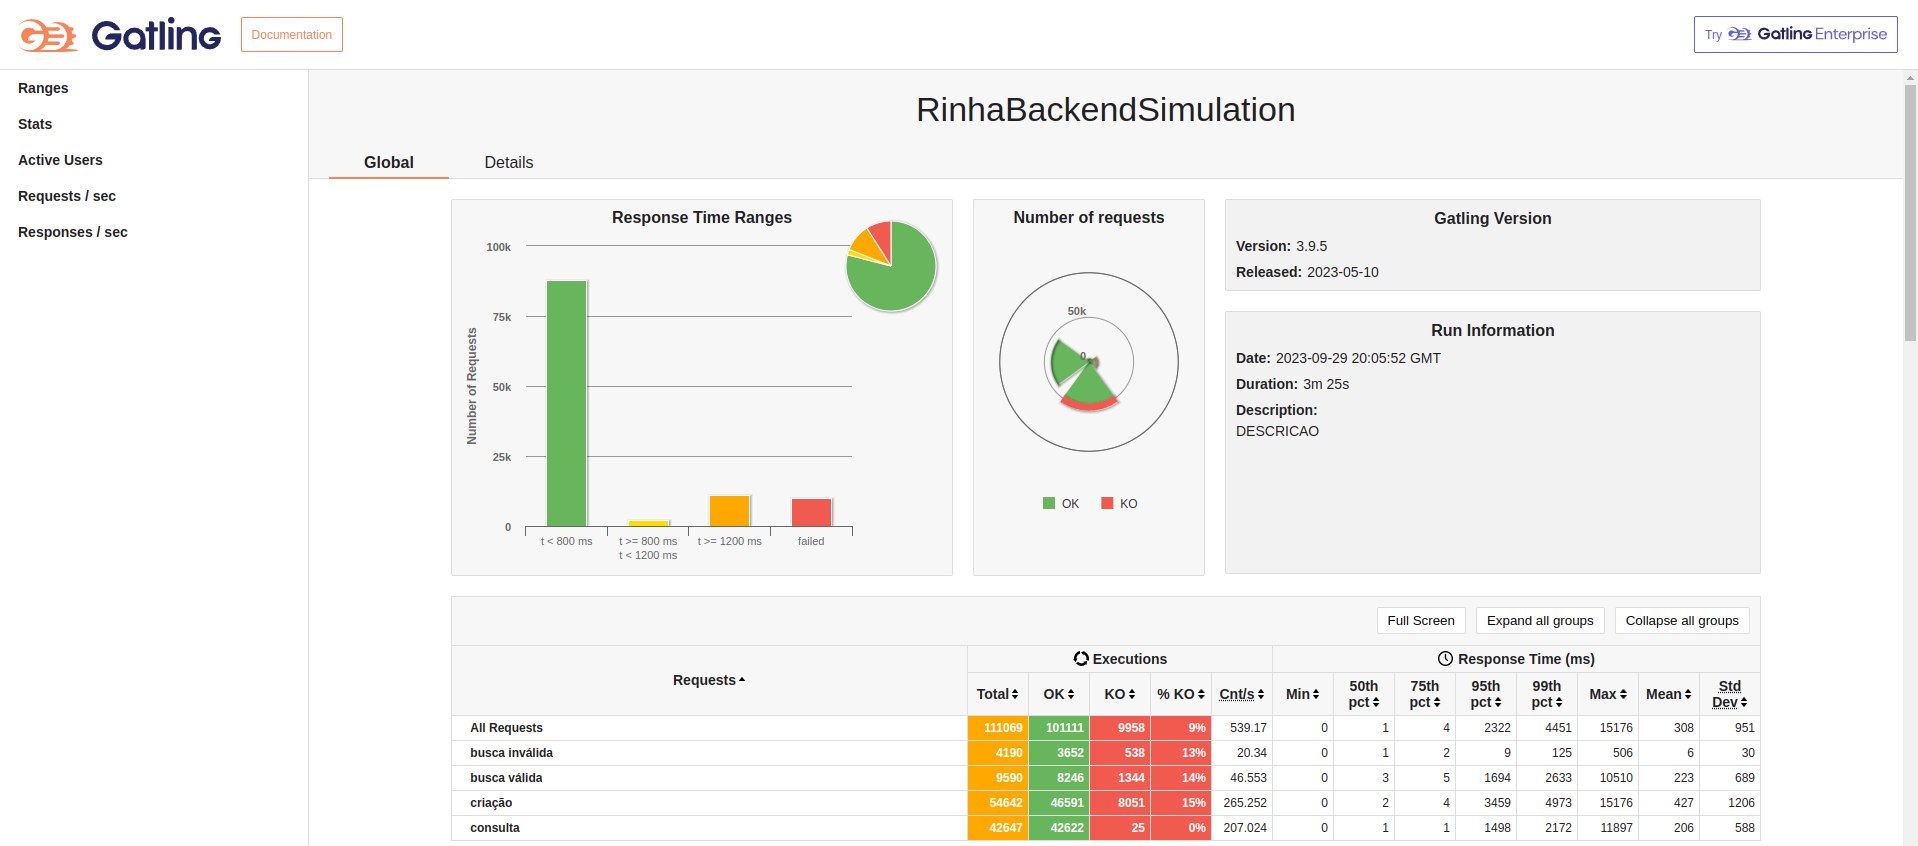 Gatling
Documentation
Try Gatling Enterprise
Ranges
Stats
Active Users
Requests / sec
Responses / sec
RinhaBackendSimulation
Global Details
Response Time Ranges
100k
75k
50k
25k
0
Number of Requests
t < 800 ms
t >= 800 ms
t < 1200 ms
t >= 1200 ms
failed
Number of requests
50k
0
OK KO
Gatling Version
Version: 3.9.5
Released: 2023-05-10
Run Information
Date: 2023-09-29 20:05:52 GMT
Duration: 3m 25s
Description:
DESCRICAO
Full Screen Expand all groups Collapse all groups
Requests Executions Response Time (ms)
Total OK KO % KO Cnt/s Min 50th pct 75th pct 95th pct 99th pct Max Mean Std Dev
All Requests 111069 101111 9958 9% 539.17 0 1 4 2322 4451 15176 308 951
busca inválida 4190 3652 538 13% 20.34 0 1 2 9 125 506 6 30
busca válida 9590 8246 1344 14% 46.553 0 3 5 1694 2633 10510 223 689
criação 54642 46591 8051 15% 265.252 0 2 4 3459 4973 15176 427 1206
consulta 42647 42622 25 0% 207.024 0 1 1 1498 2172 11897 206 588